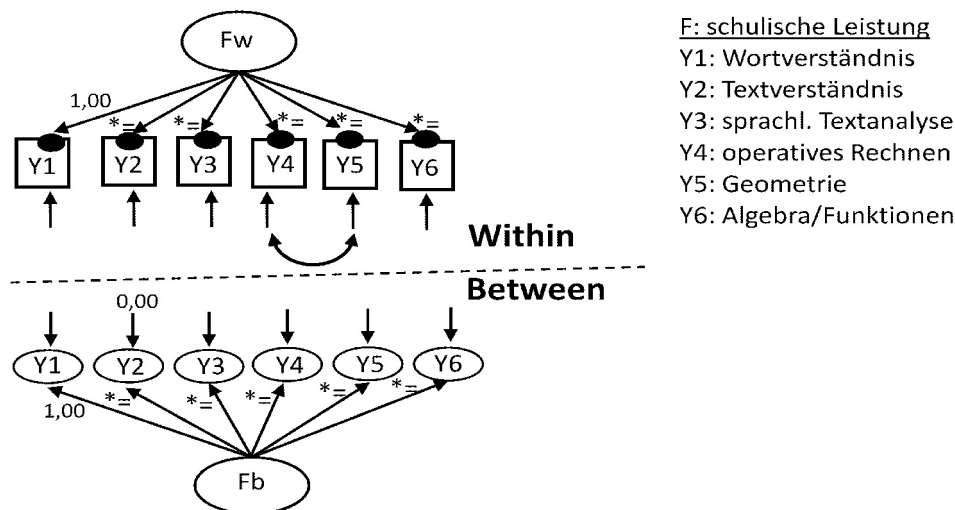 Fw
1,00
*= *= *= *= *=
Y1 Y2 Y3 Y4 Y5 Y6
Within
Between
0,00
Y1 Y2 Y3 Y4 Y5 Y6
1,00 *= *= *= *= *=
Fb
F: schulische Leistung
Y1: Wortverständnis
Y2: Textverständnis
Y3: sprachl. Textanalyse
Y4: operatives Rechnen
Y5: Geometrie
Y6: Algebra/Funktionen